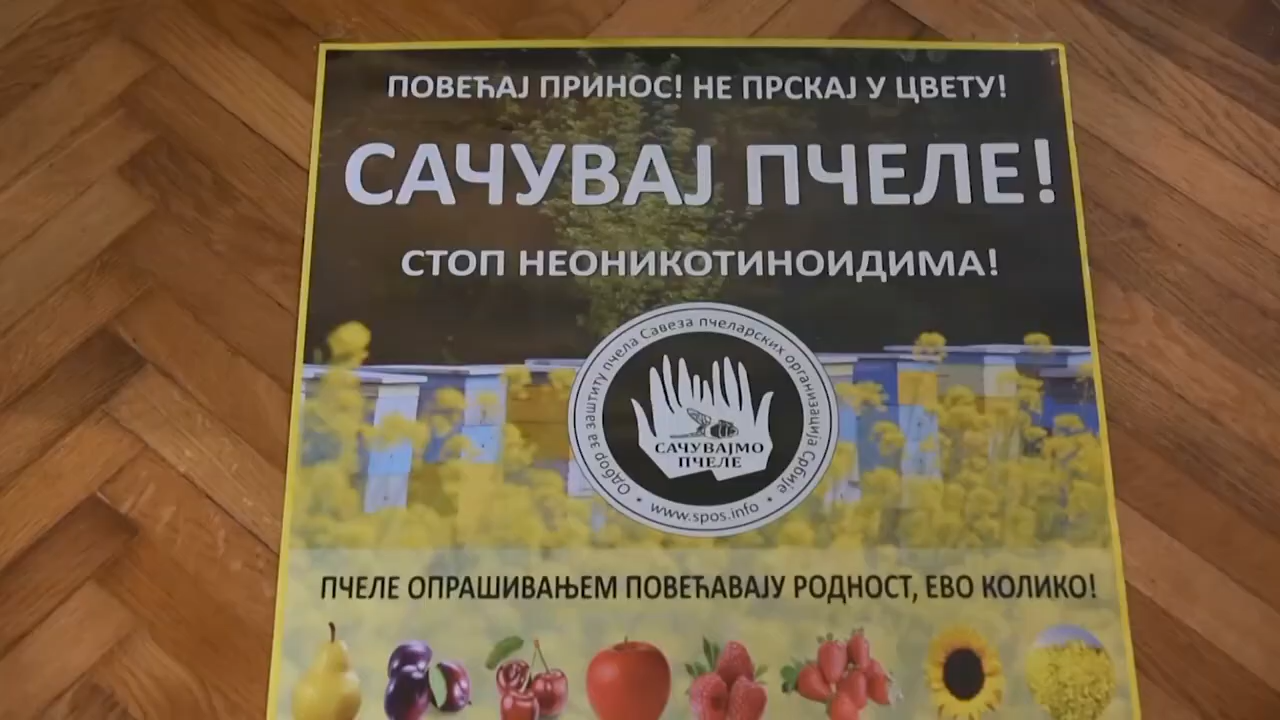 ПОВЕЋАЈ ПРИНОС! НЕ ПРСКАЈ У ЦВЕТУ!
САЧУВАЈ ПЧЕЛЕ!
СТОП НЕОНИКОТИНОИДИМА!
Одбор за заштиту пчела Савеза пчеларских организација Србије
САЧУВАЈМО
ПЧЕЛЕ
www.spos.info
ПЧЕЛЕ ОПРАШИВАЊЕМ ПОВЕЋАВАЈУ РОДНОСТ, ЕВО КОЛИКО!